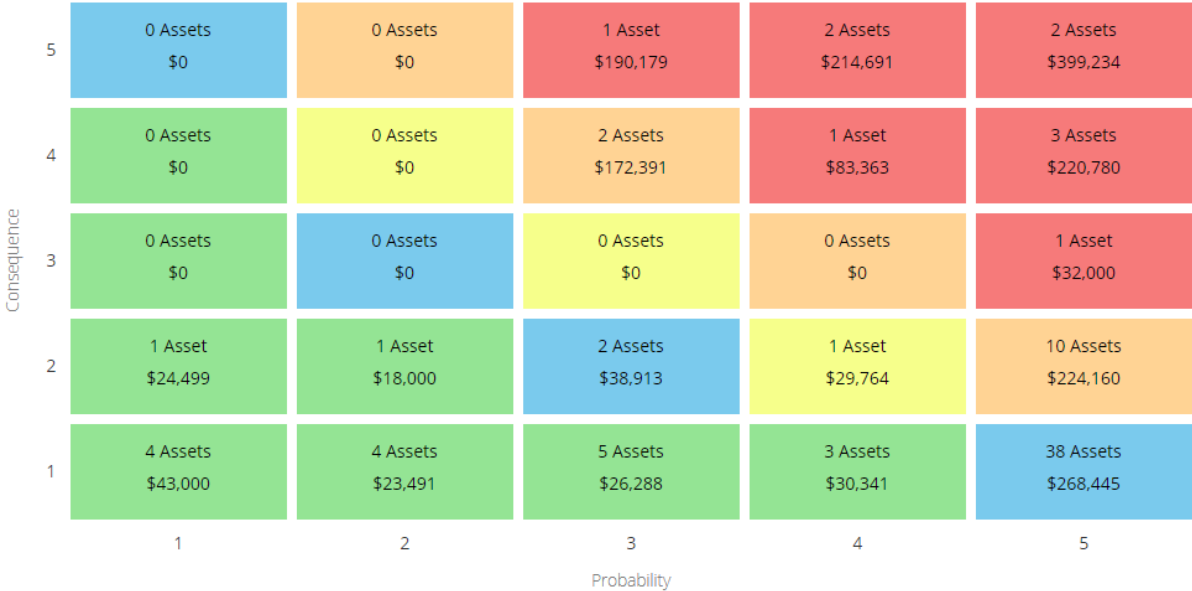 5
0 Assets
$0
0 Assets
$0
1 Asset
$190,179
2 Assets
$214,691
2 Assets
$399,234
4
0 Assets
$0
0 Assets
$0
2 Assets
$172,391
1 Asset
$83,363
3 Assets
$220,780
Consequence
3
0 Assets
$0
0 Assets
$0
0 Assets
$0
0 Assets
$0
1 Asset
$32,000
2
1 Asset
$24,499
1 Asset
$18,000
2 Assets
$38,913
1 Asset
$29,764
10 Assets
$224,160
1
4 Assets
$43,000
4 Assets
$23,491
5 Assets
$26,288
3 Assets
$30,341
38 Assets
$268,445
1
2
3
4
5
Probability